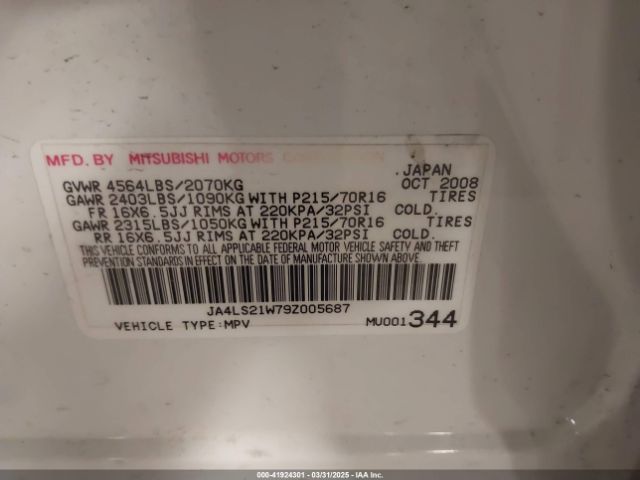 MFD. BY MITSUBISHI MOTORS CORPORATION
, JAPAN
GVWR 4564LBS/2070KG OCT 2008
GAWR 2403LBS/1090KG WITH P215/70R16 TIRES
FR 16X6.5JJ RIMS AT 220KPA/32PSI COLD.
GAWR 2315LBS/1050KG WITH P215/70R16 TIRES
RR 16X6.5JJ RIMS AT 220KPA/32PSI COLD.
THIS VEHICLE CONFORMS TO ALL APPLICABLE FEDERAL MOTOR VEHICLE SAFETY AND THEFT
PREVENTION STANDARDS IN EFFECT ON THE DATE OF MANUFACTURE SHOWN ABOVE.
JA4LS21W79Z005687
VEHICLE TYPE:MPV MU001344
000-41924301 - 03/31/2025 - IAAI.com